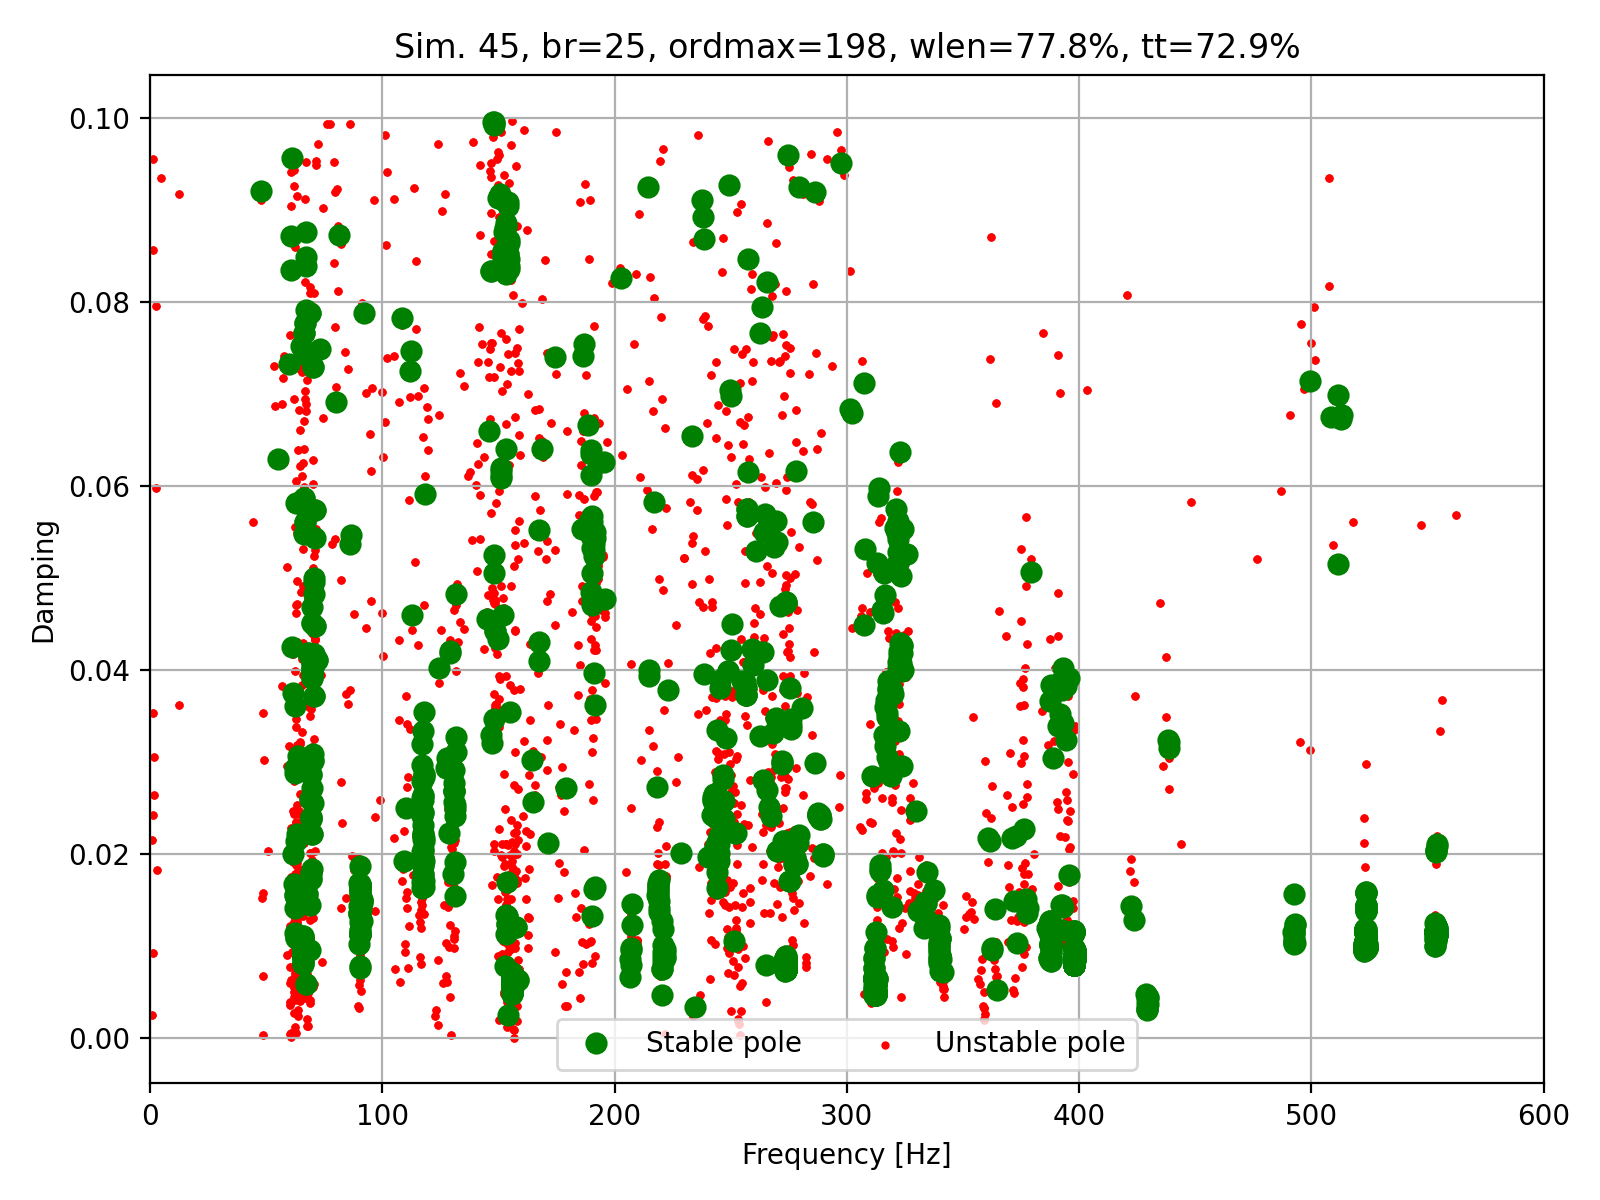 Sim. 45, br=25, ordmax=198, wlen=77.8%, tt=72.9%
0.10
0.08
0.06
0.04
0.02
0.00
Damping
Stable pole
Unstable pole
0 100 200 300 400 500 600
Frequency [Hz]